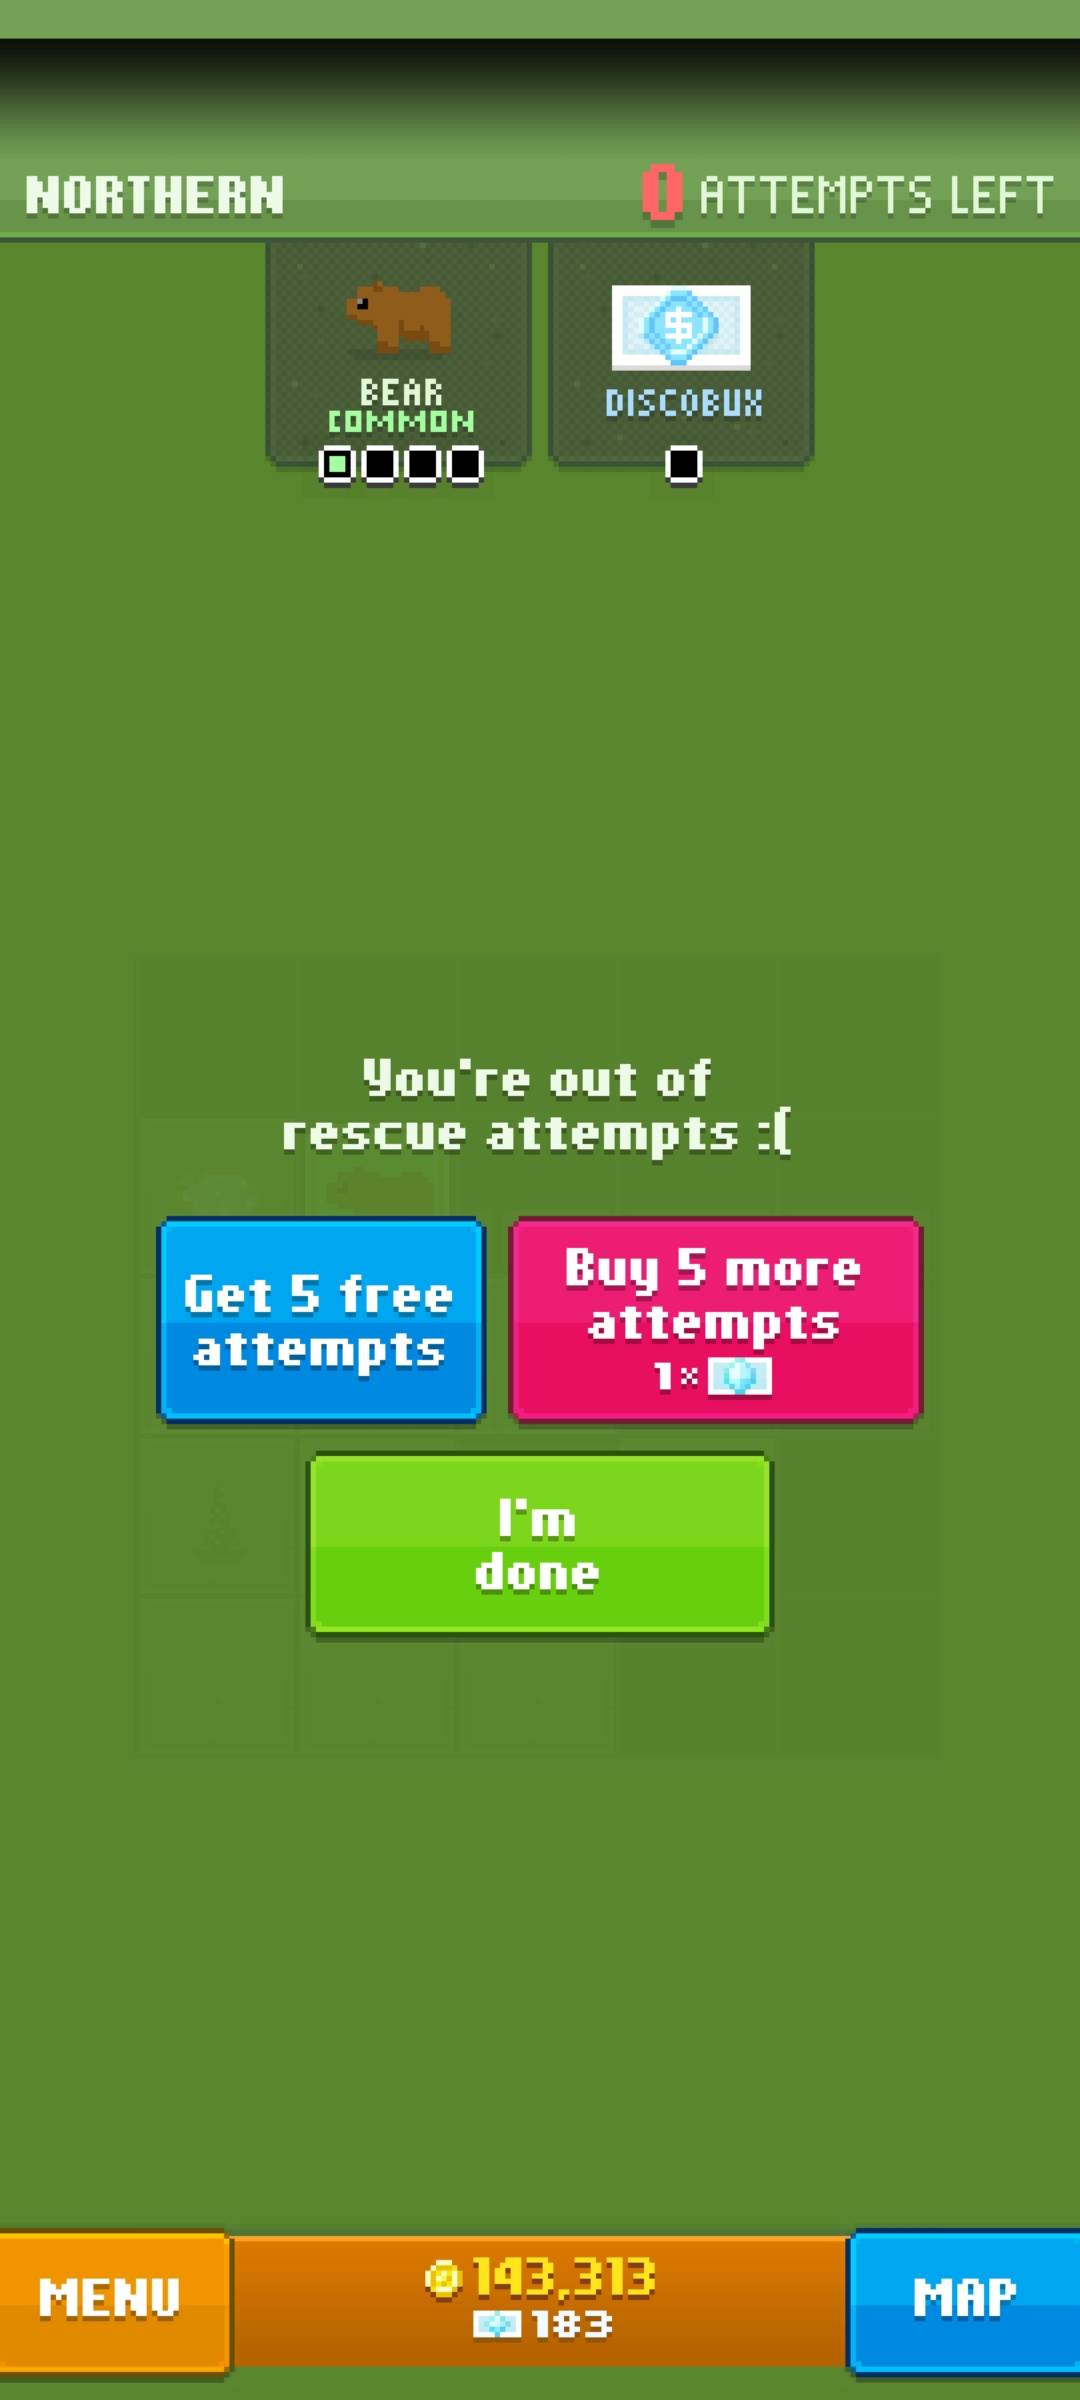 NORTHERN
0 ATTEMPTS LEFT
BEAR
COMMON
$
DISCOBUX
You're out of
rescue attempts :(
Get 5 free
attempts
Buy 5 more
attempts
1×
I'm
done
MENU
143,313
183
MAP